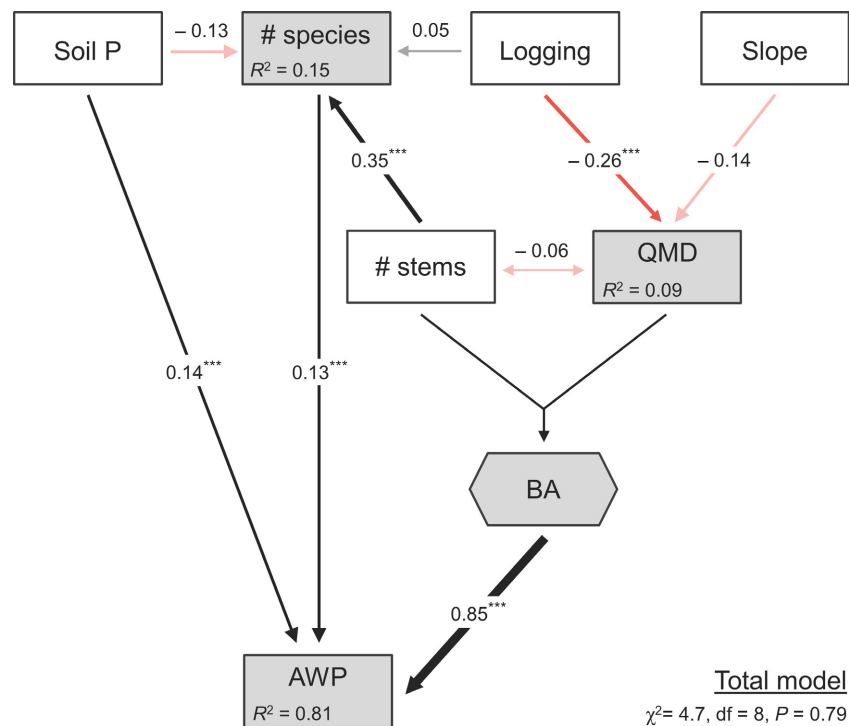 Soil P
– 0.13
# species
R² = 0.15
0.05
Logging
Slope
0.35***
– 0.26***
– 0.14
# stems
– 0.06
QMD
R² = 0.09
0.14***
0.13***
BA
0.85***
AWP
R² = 0.81
Total model
χ²= 4.7, df = 8, P = 0.79